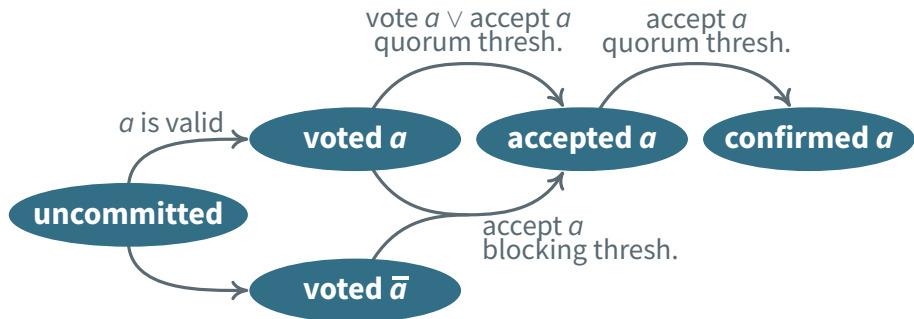 vote a ∨ accept a
quorum thresh.
accept a
quorum thresh.
a is valid
voted a
accepted a
confirmed a
uncommitted
accept a
blocking thresh.
voted a̅